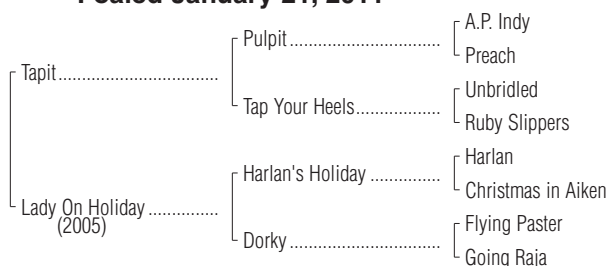 Foaled January 21, 2011
A.P. Indy
Pulpit
Preach
Tapit
Unbridled
Tap Your Heels
Ruby Slippers
Harlan
Harlan's Holiday
Christmas in Aiken
Lady On Holiday
(2005)
Flying Paster
Dorky
Going Raja